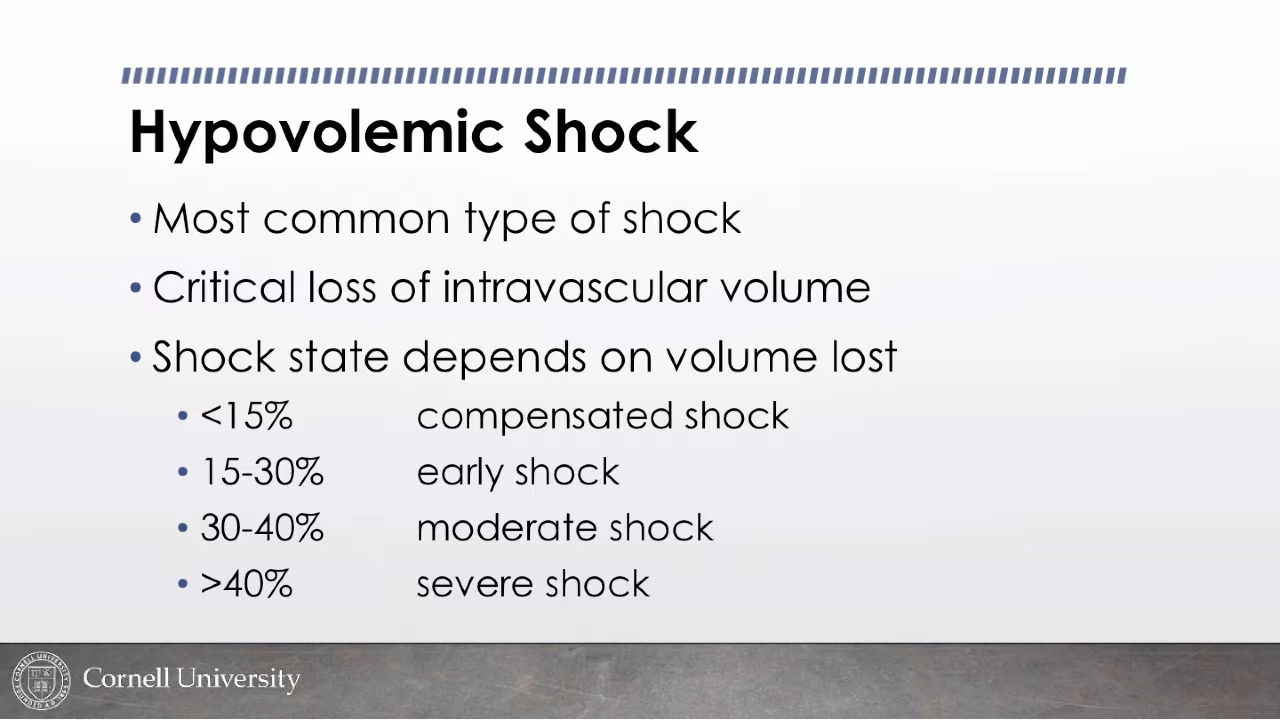 Hypovolemic Shock
• Most common type of shock
• Critical loss of intravascular volume
• Shock state depends on volume lost
• <15% compensated shock
• 15-30% early shock
• 30-40% moderate shock
• >40% severe shock
Cornell University